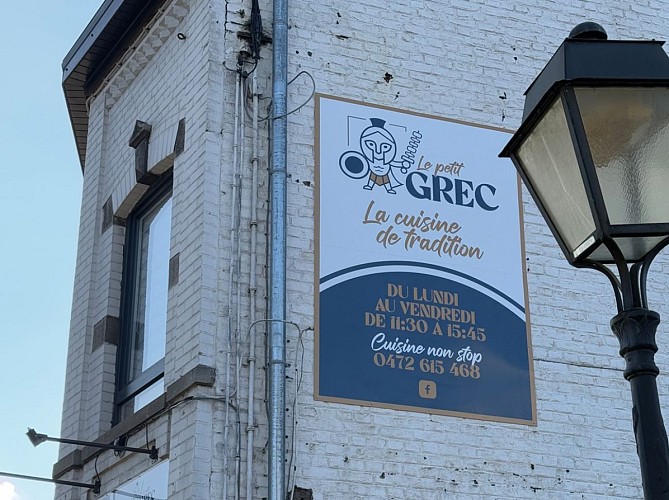 Le petit
GREC
La cuisine
de tradition
DU LUNDI
AU VENDREDI
DE 11:30 A 15:45
Cuisine non stop
0472 615 468
f